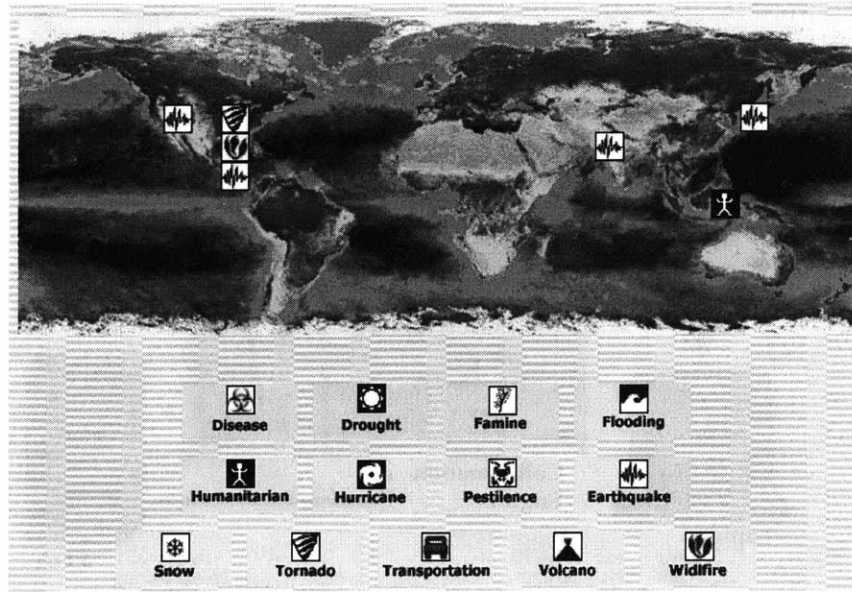 Disease Drought Famine Flooding
Humanitarian Hurricane Pestilence Earthquake
Snow Tornado Transportation Volcano Widlfire